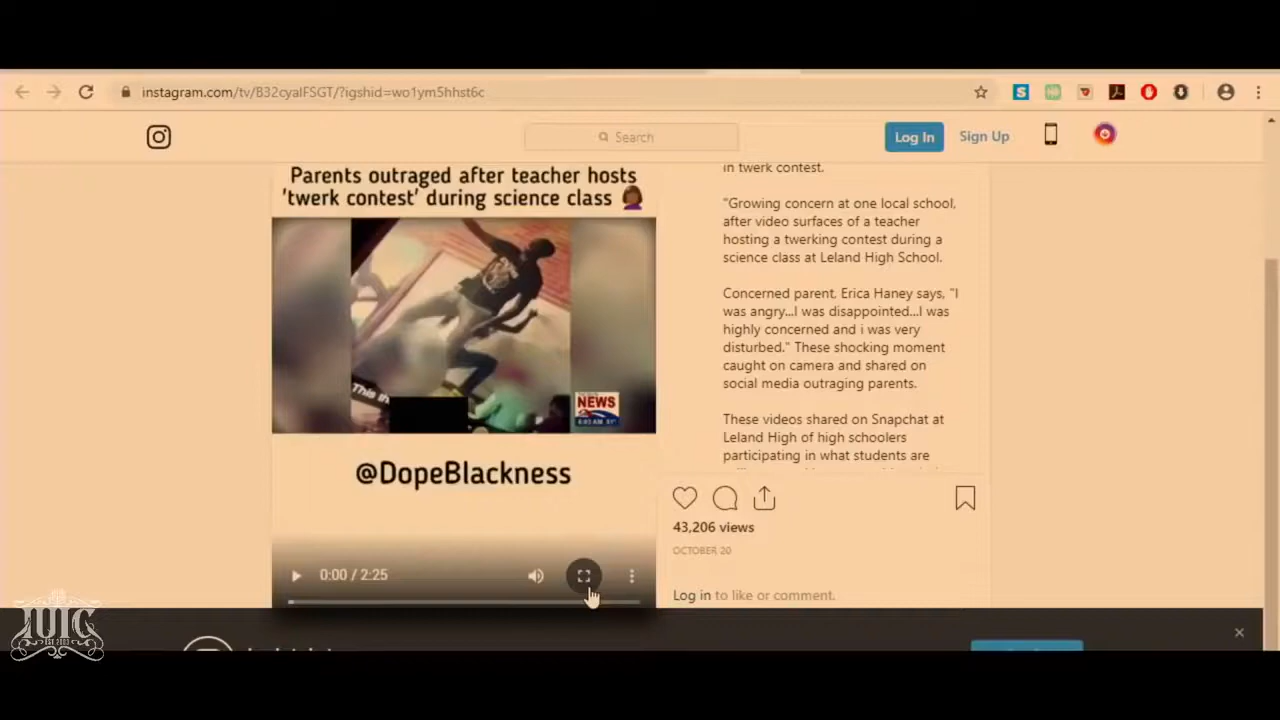 instagram.com/tv/B32cyalFSGT/?igshid=wo1ym5hhst6c
Search
Log In
Sign Up
Parents outraged after teacher hosts
'twerk contest' during science class
This
NEWS
@DopeBlackness
0:00 / 2:25
in twerk contest.
"Growing concern at one local school,
after video surfaces of a teacher
hosting a twerking contest during a
science class at Leland High School.
Concerned parent, Erica Haney says, "I
was angry...I was disappointed...I was
highly concerned and i was very
disturbed." These shocking moment
caught on camera and shared on
social media outraging parents.
These videos shared on Snapchat at
Leland High of high schoolers
participating in what students are
43,206 views
OCTOBER 20
Log in to like or comment.
IUIC